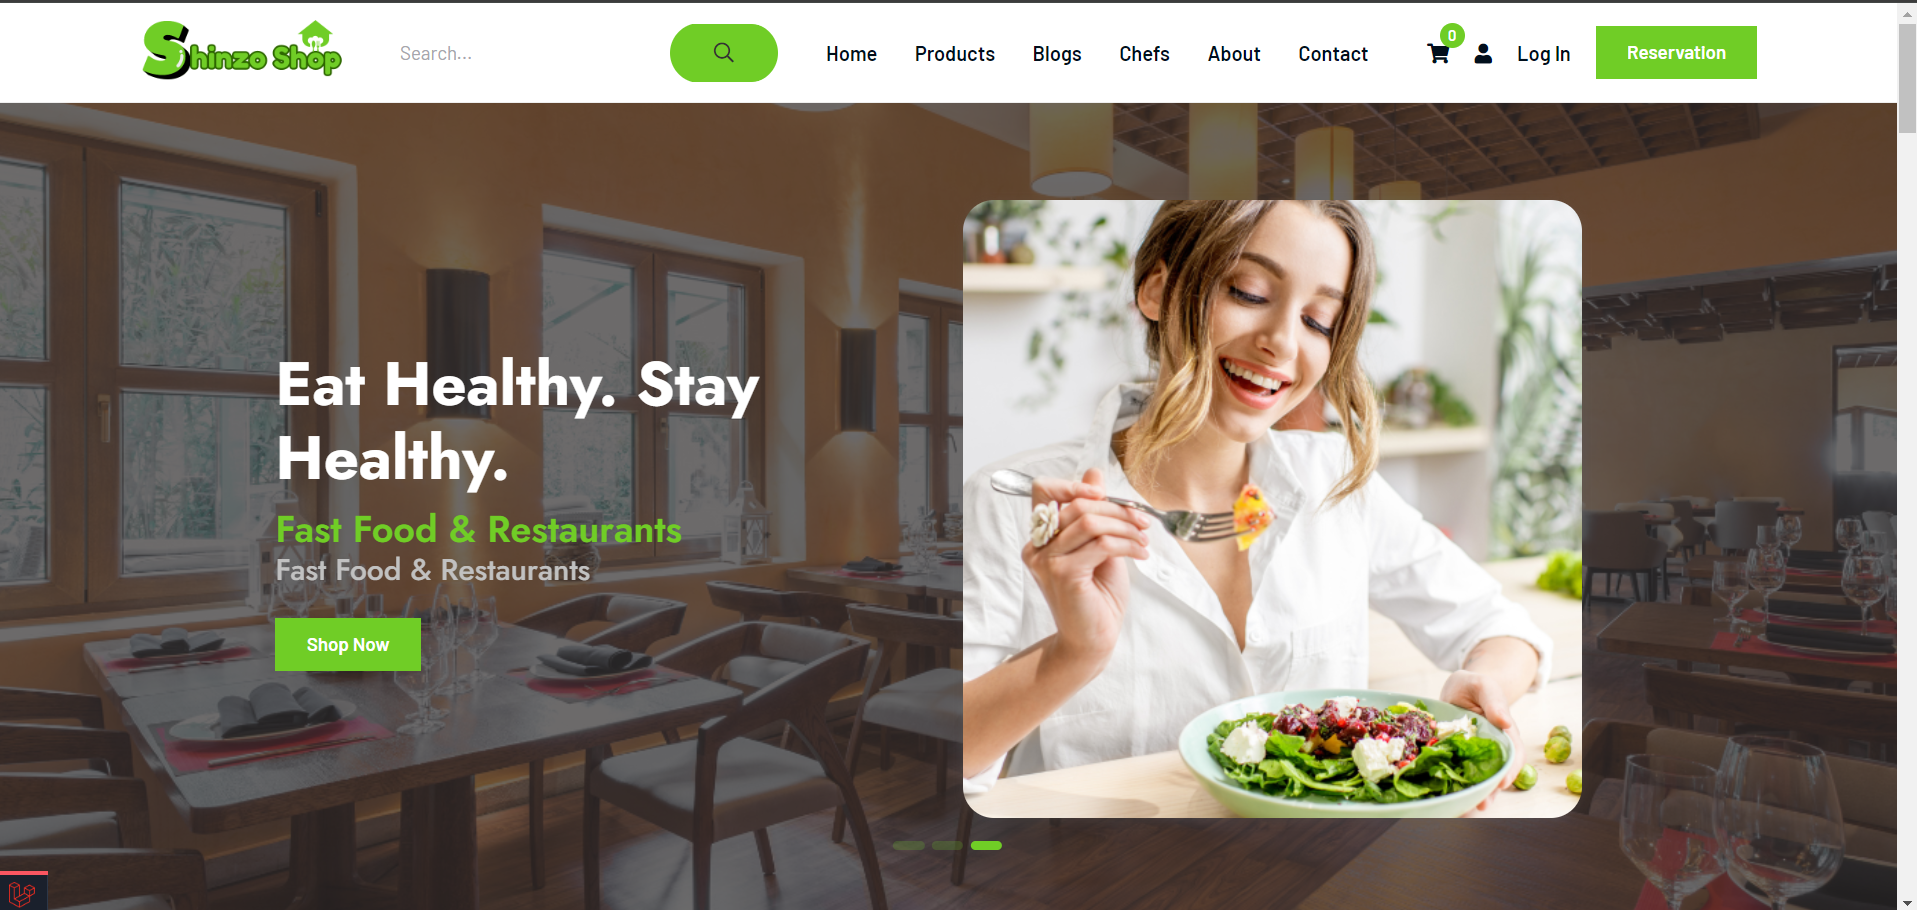 Shinzo Shop
Search...
Home Products Blogs Chefs About Contact
0
Log In
Reservation
Eat Healthy. Stay
Healthy.
Fast Food & Restaurants
Fast Food & Restaurants
Shop Now